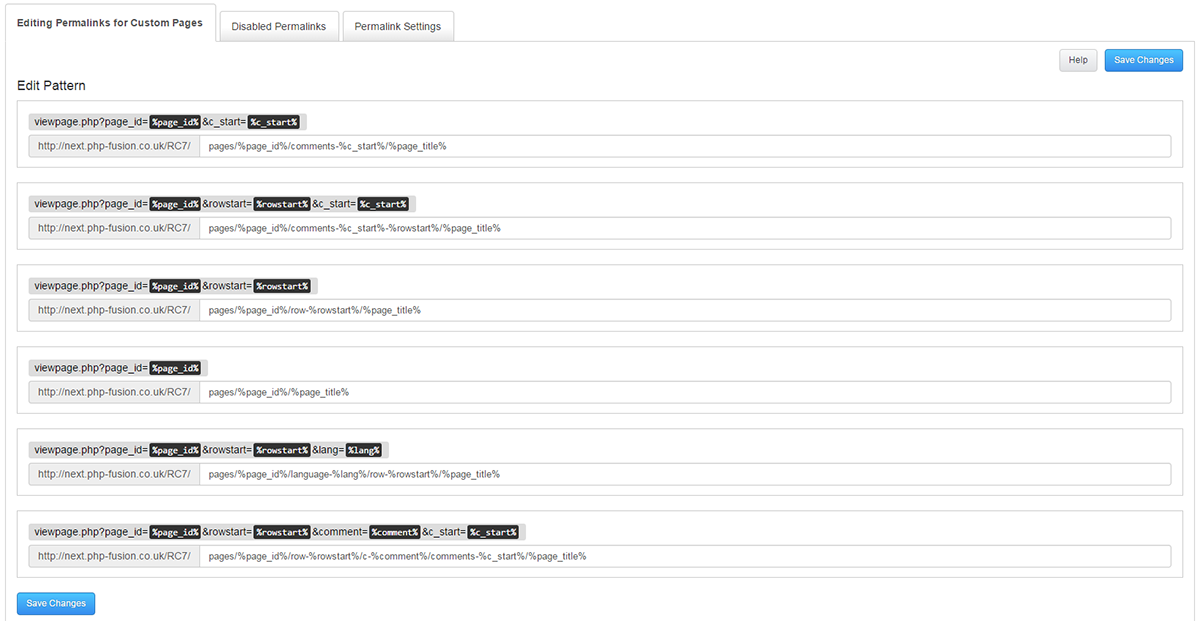 Editing Permalinks for Custom Pages Disabled Permalinks Permalink Settings
Help Save Changes
Edit Pattern
viewpage.php?page_id= %page_id% &c_start= %c_start%
http://next.php-fusion.co.uk/RC7/ pages/%page_id%/comments-%c_start%/%page_title%
viewpage.php?page_id= %page_id% &rowstart= %rowstart% &c_start= %c_start%
http://next.php-fusion.co.uk/RC7/ pages/%page_id%/comments-%c_start%-%rowstart%/%page_title%
viewpage.php?page_id= %page_id% &rowstart= %rowstart%
http://next.php-fusion.co.uk/RC7/ pages/%page_id%/row-%rowstart%/%page_title%
viewpage.php?page_id= %page_id%
http://next.php-fusion.co.uk/RC7/ pages/%page_id%/%page_title%
viewpage.php?page_id= %page_id% &rowstart= %rowstart% &lang= %lang%
http://next.php-fusion.co.uk/RC7/ pages/%page_id%/language-%lang%/row-%rowstart%/%page_title%
viewpage.php?page_id= %page_id% &rowstart= %rowstart% &comment= %comment% &c_start= %c_start%
http://next.php-fusion.co.uk/RC7/ pages/%page_id%/row-%rowstart%/c-%comment%/comments-%c_start%/%page_title%
Save Changes